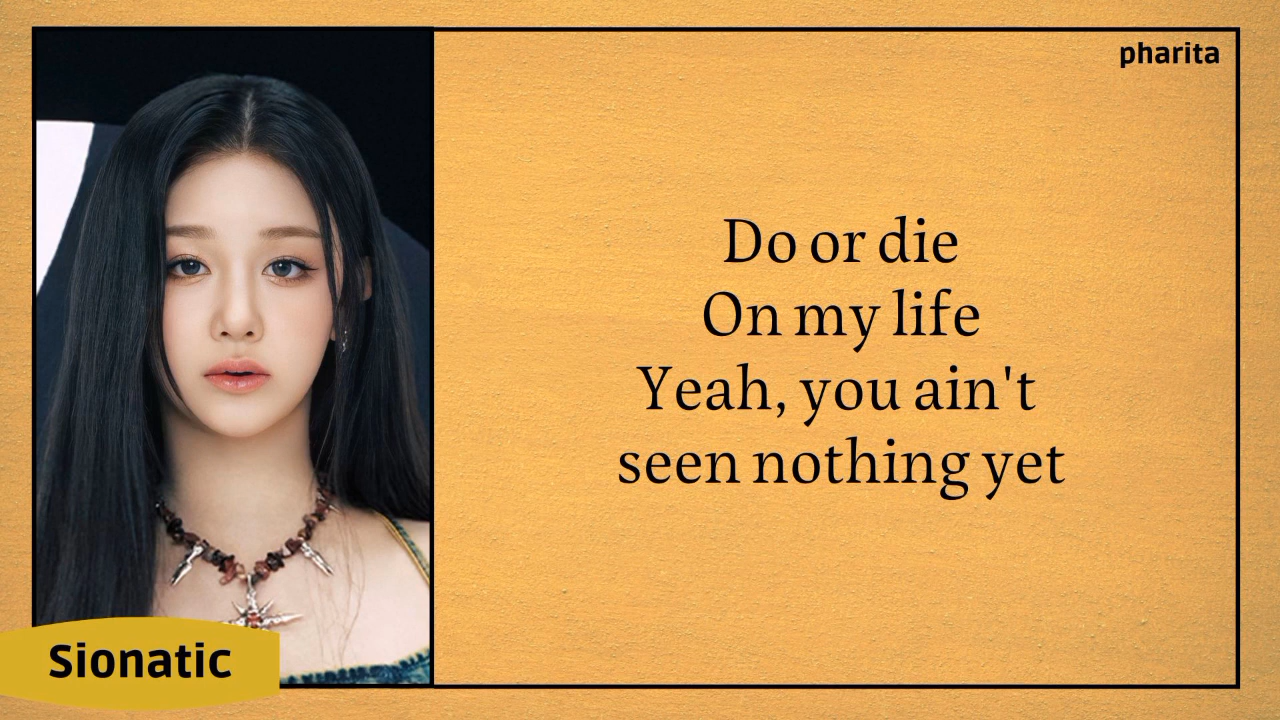 pharita
Do or die
On my life
Yeah, you ain't
seen nothing yet
Sionatic